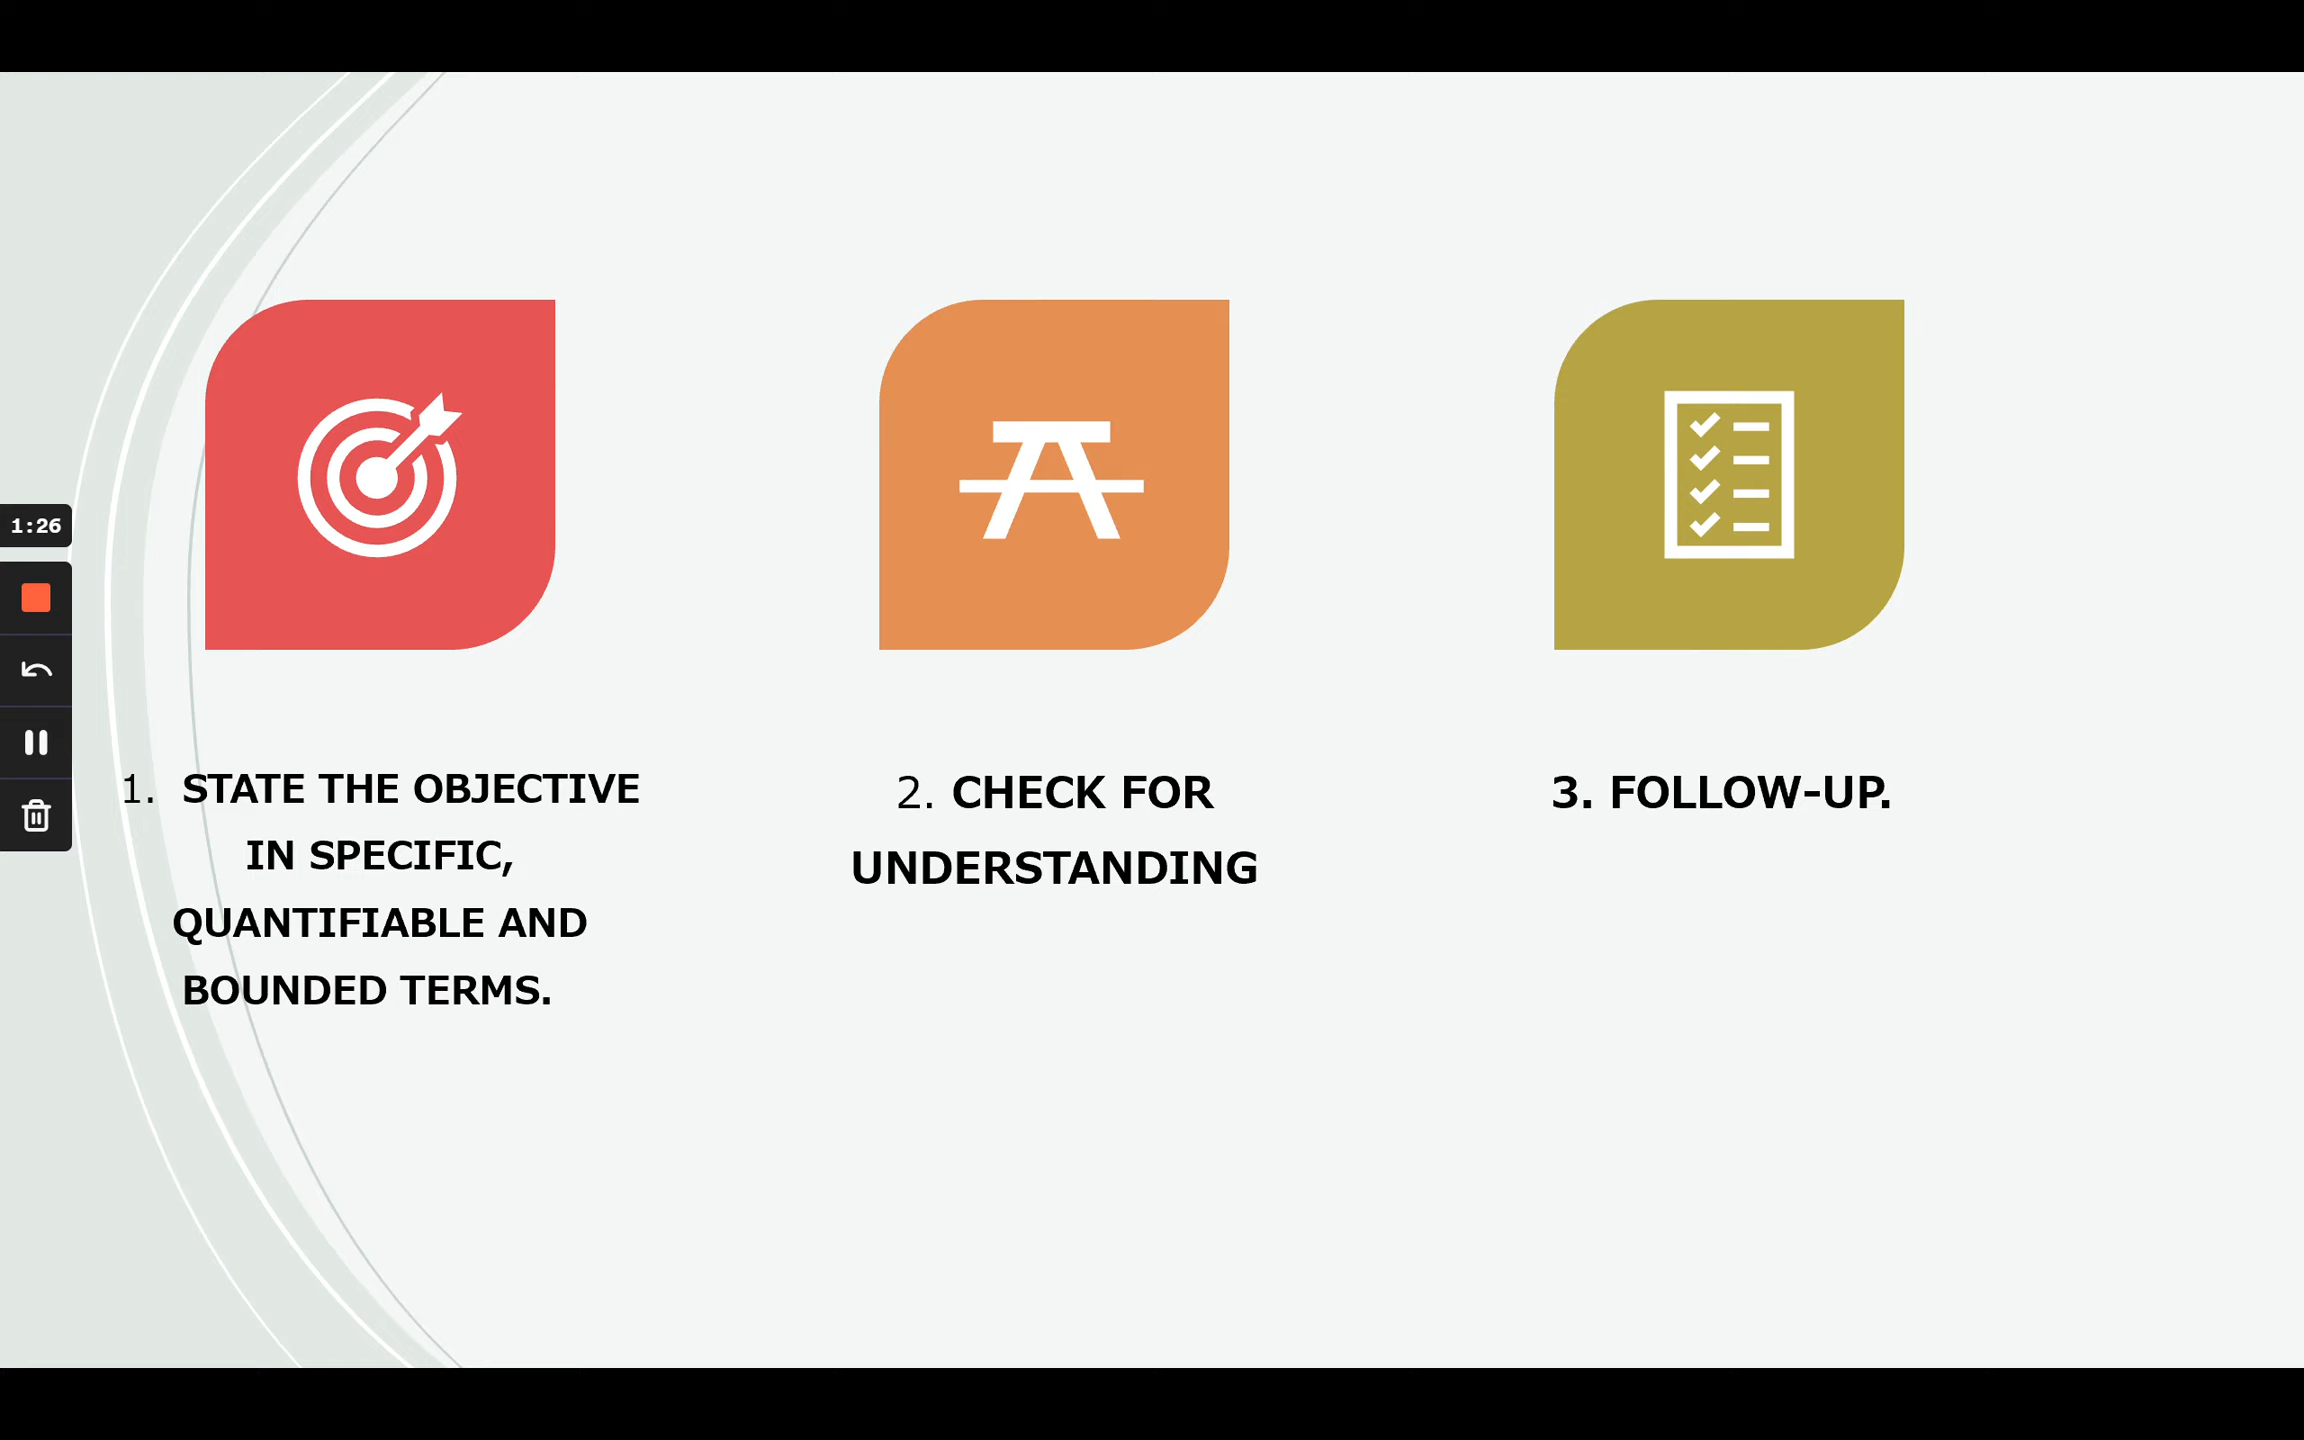 1:26
1. STATE THE OBJECTIVE
IN SPECIFIC,
QUANTIFIABLE AND
BOUNDED TERMS.
2. CHECK FOR
UNDERSTANDING
3. FOLLOW-UP.